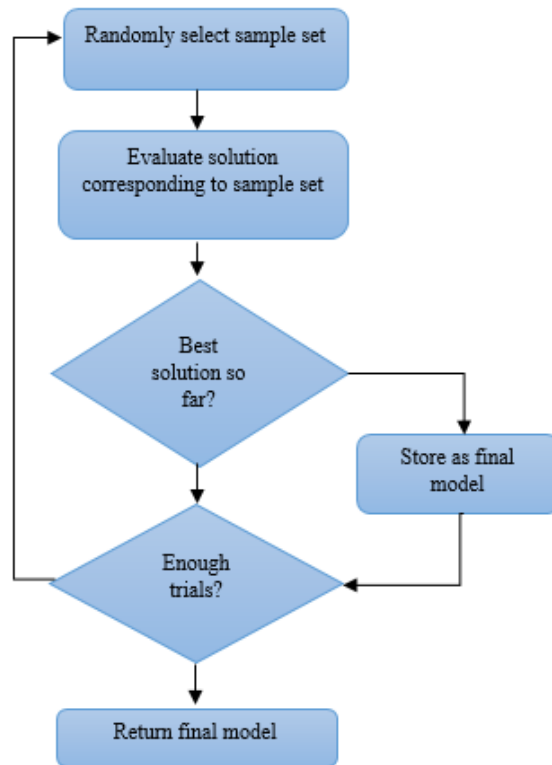 Randomly select sample set
Evaluate solution
corresponding to sample set
Best
solution so
far?
Store as final
model
Enough
trials?
Return final model